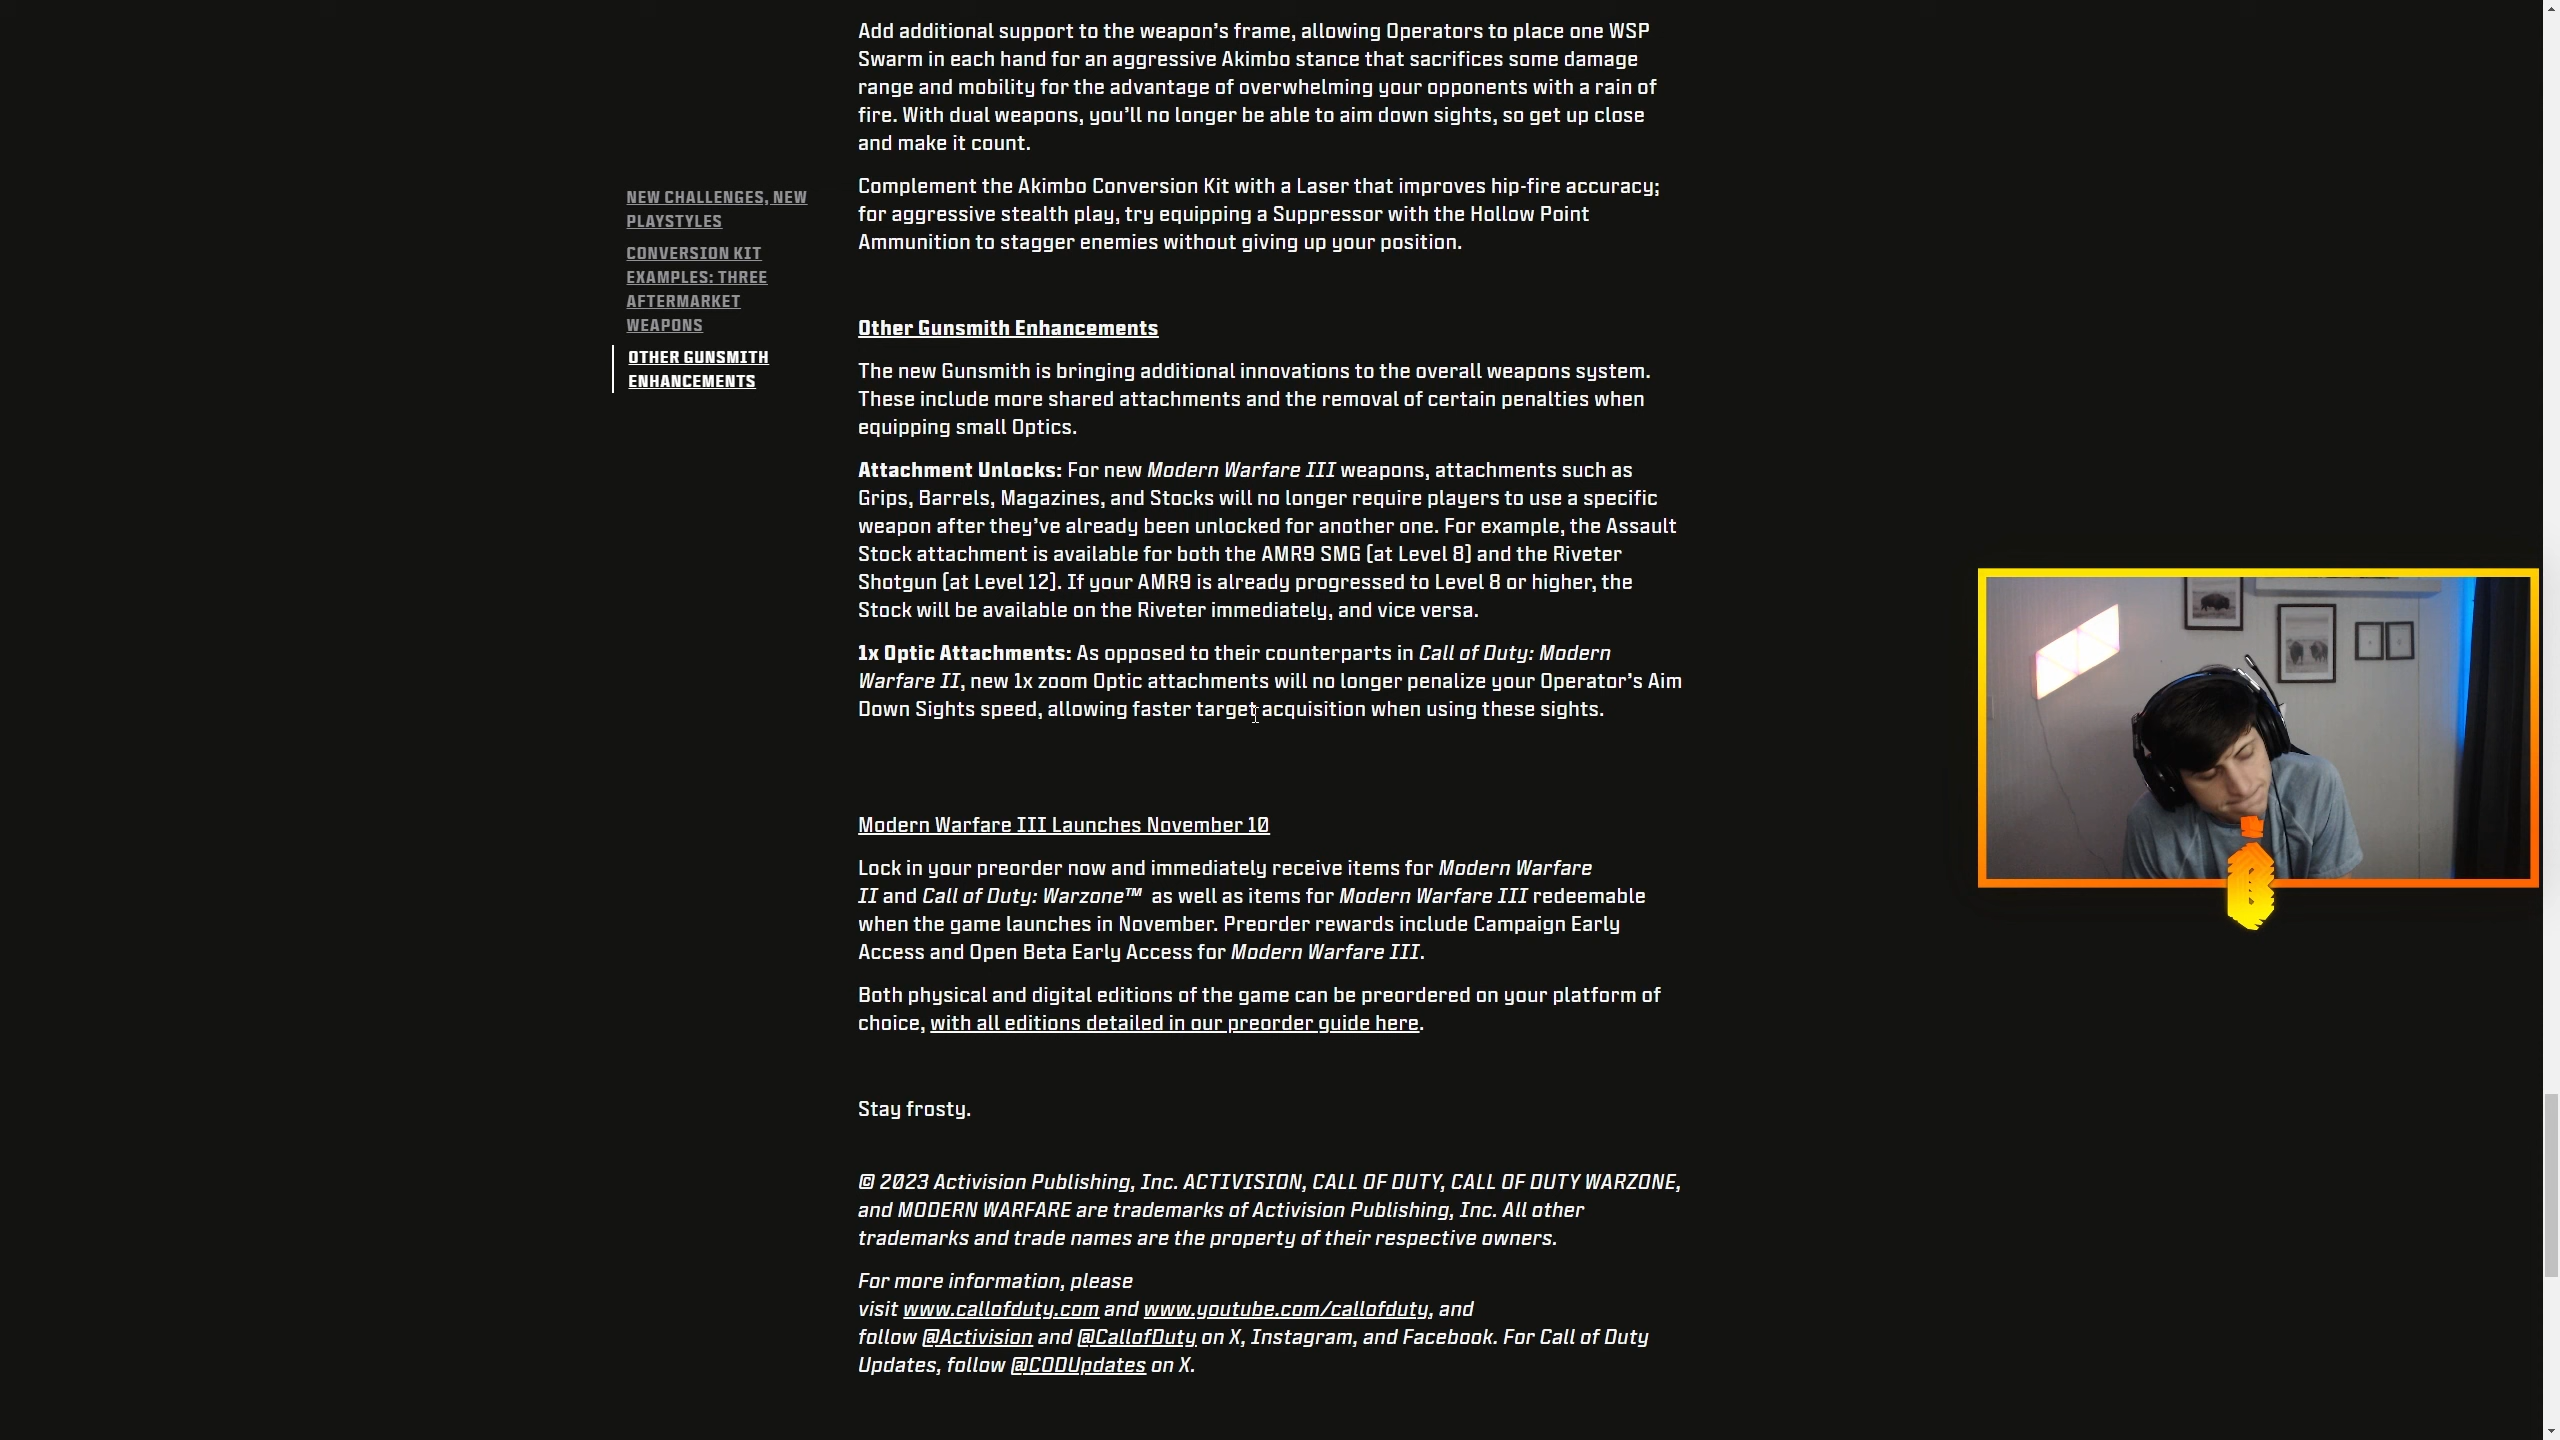 Add additional support to the weapon’s frame, allowing Operators to place one WSP
Swarm in each hand for an aggressive Akimbo stance that sacrifices some damage
range and mobility for the advantage of overwhelming your opponents with a rain of
fire. With dual weapons, you’ll no longer be able to aim down sights, so get up close
and make it count.
Complement the Akimbo Conversion Kit with a Laser that improves hip-fire accuracy;
for aggressive stealth play, try equipping a Suppressor with the Hollow Point
Ammunition to stagger enemies without giving up your position.
NEW CHALLENGES, NEW
PLAYSTYLES
CONVERSION KIT
EXAMPLES: THREE
AFTERMARKET
WEAPONS
OTHER GUNSMITH
ENHANCEMENTS
Other Gunsmith Enhancements
The new Gunsmith is bringing additional innovations to the overall weapons system.
These include more shared attachments and the removal of certain penalties when
equipping small Optics.
Attachment Unlocks: For new Modern Warfare III weapons, attachments such as
Grips, Barrels, Magazines, and Stocks will no longer require players to use a specific
weapon after they’ve already been unlocked for another one. For example, the Assault
Stock attachment is available for both the AMR9 SMG (at Level 8) and the Riveter
Shotgun (at Level 12). If your AMR9 is already progressed to Level 8 or higher, the
Stock will be available on the Riveter immediately, and vice versa.
1x Optic Attachments: As opposed to their counterparts in Call of Duty: Modern
Warfare II, new 1x zoom Optic attachments will no longer penalize your Operator’s Aim
Down Sights speed, allowing faster target acquisition when using these sights.
Modern Warfare III Launches November 10
Lock in your preorder now and immediately receive items for Modern Warfare
II and Call of Duty: Warzone™ as well as items for Modern Warfare III redeemable
when the game launches in November. Preorder rewards include Campaign Early
Access and Open Beta Early Access for Modern Warfare III.
Both physical and digital editions of the game can be preordered on your platform of
choice, with all editions detailed in our preorder guide here.
Stay frosty.
© 2023 Activision Publishing, Inc. ACTIVISION, CALL OF DUTY, CALL OF DUTY WARZONE,
and MODERN WARFARE are trademarks of Activision Publishing, Inc. All other
trademarks and trade names are the property of their respective owners.
For more information, please
visit www.callofduty.com and www.youtube.com/callofduty, and
follow @Activision and @CallofDuty on X, Instagram, and Facebook. For Call of Duty
Updates, follow @CODUpdates on X.